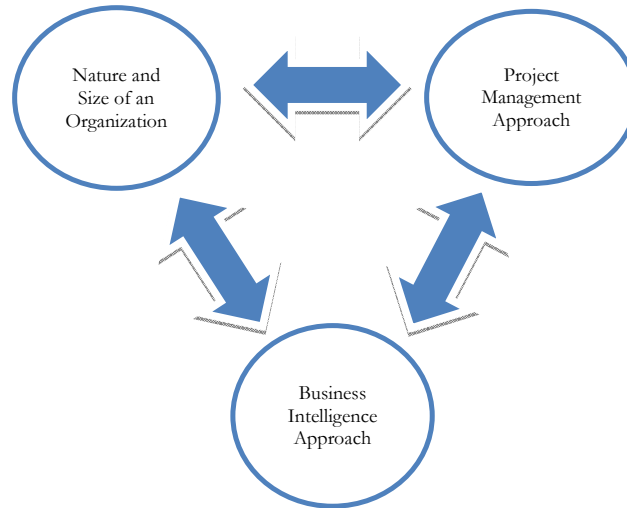 Nature and
Size of an
Organization
Project
Management
Approach
Business
Intelligence
Approach